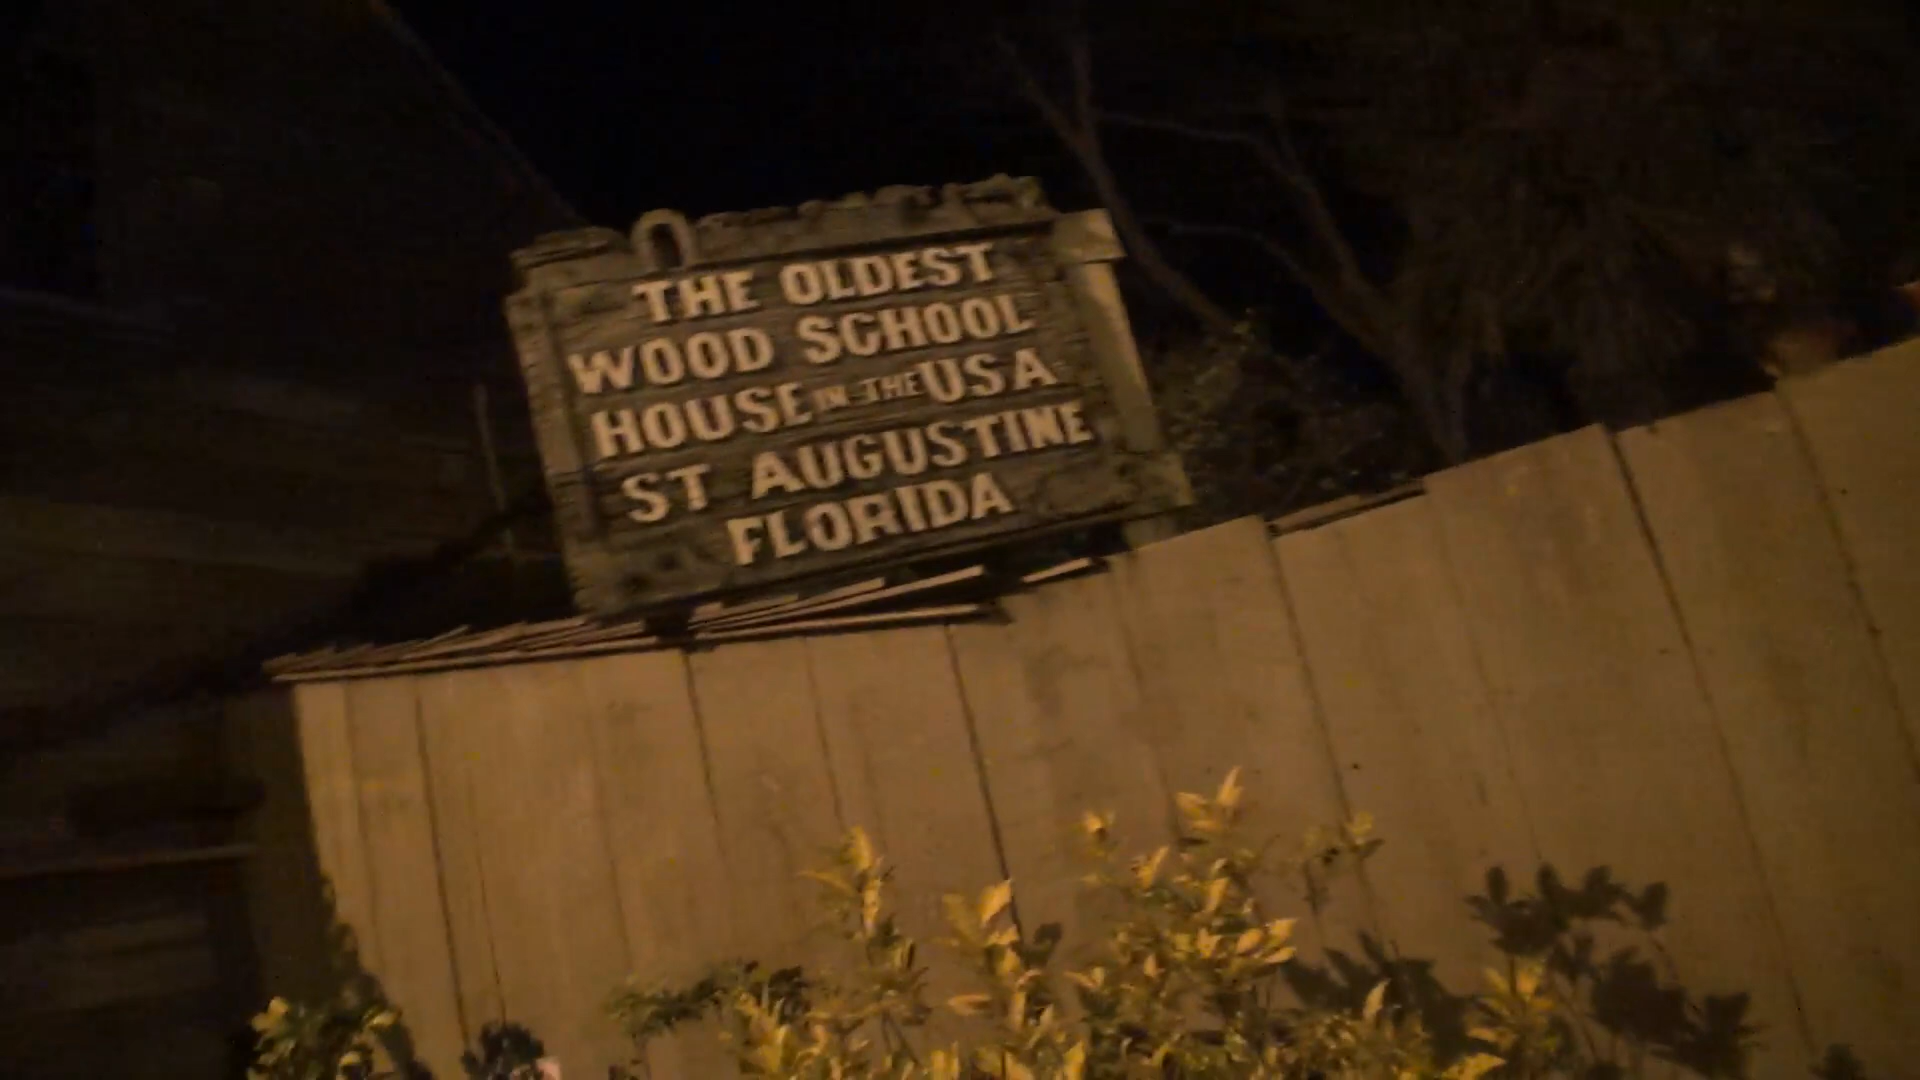 THE OLDEST
WOOD SCHOOL
HOUSE IN THE USA
ST AUGUSTINE
FLORIDA